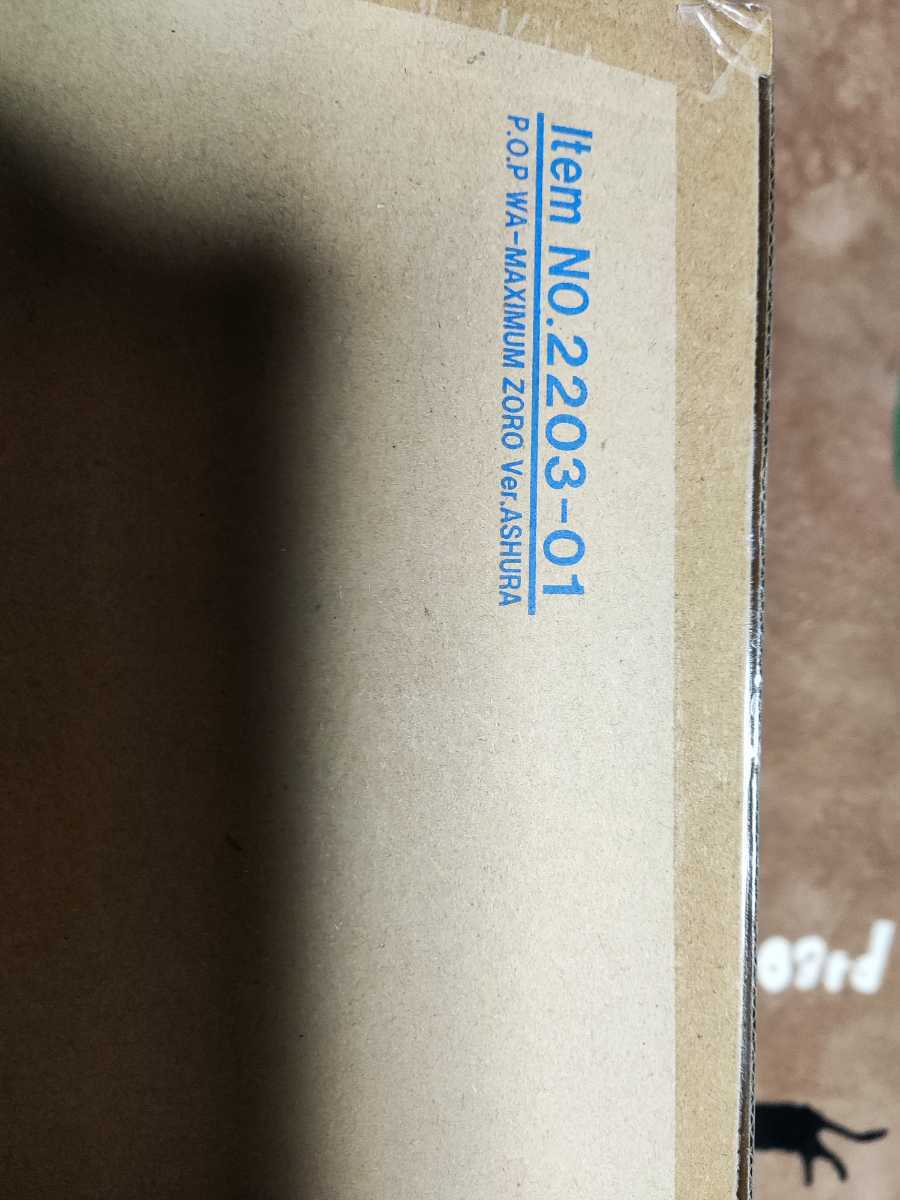 Item NO.2203-01
P.O.P WA-MAXIMUM ZORO Ver.ASHURA